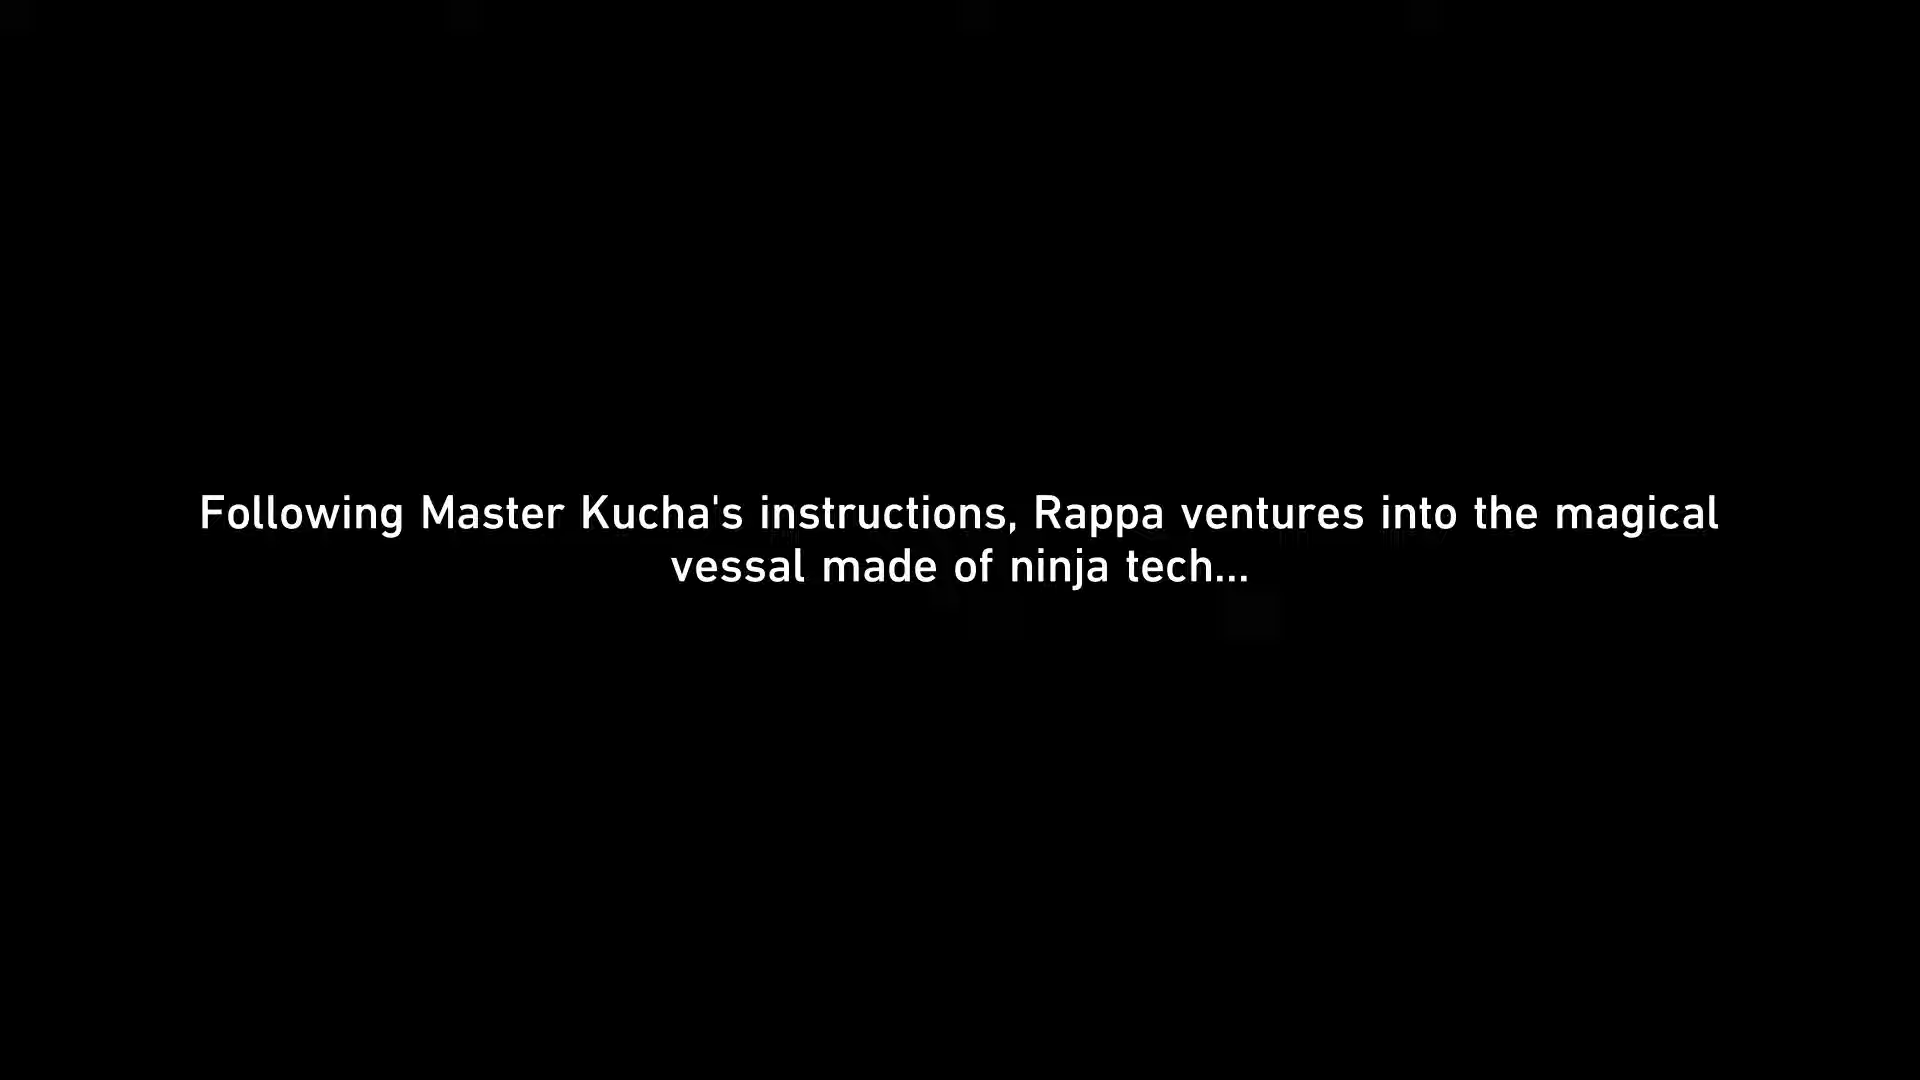 Following Master Kucha's instructions, Rappa ventures into the magical
vessal made of ninja tech...